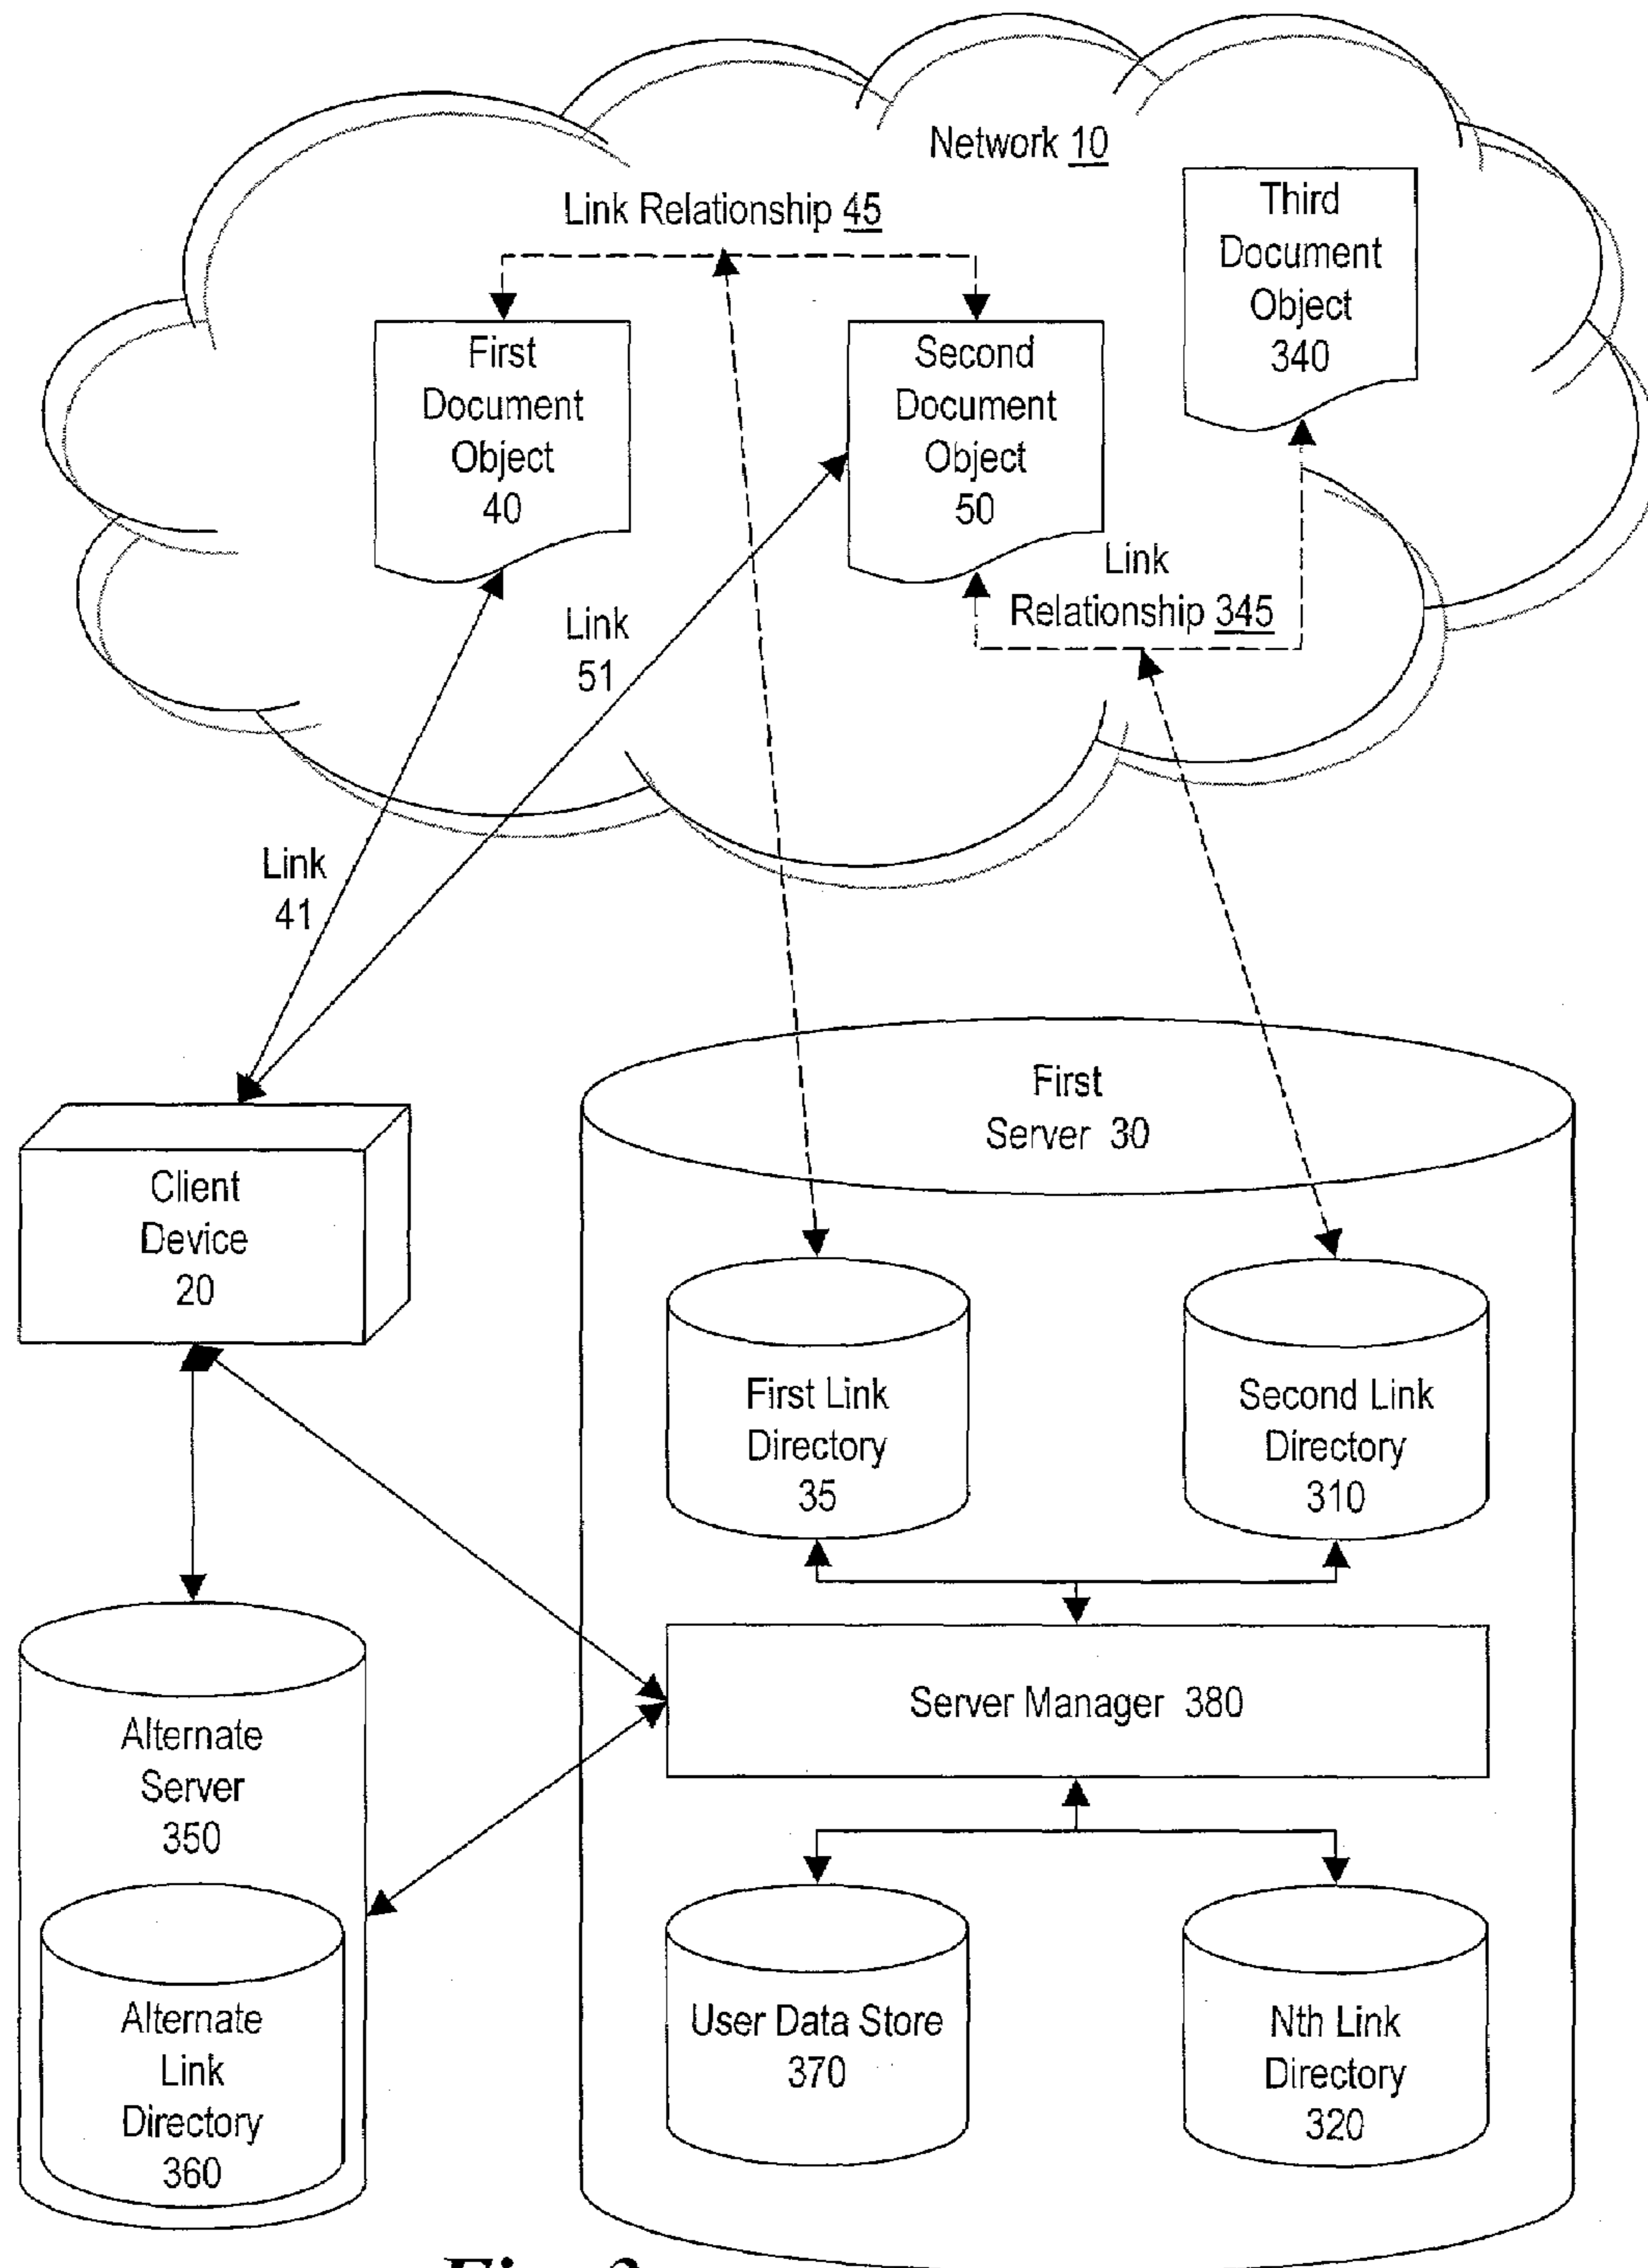 Network 10
Link Relationship 45
Third
Document
Object
340
First
Document
Object
40
Second
Document
Object
50
Link
Relationship 345
Link
51
Link
41
First
Server 30
Client
Device
20
First Link
Directory
35
Second Link
Directory
310
Server Manager 380
Alternate
Server
350
Alternate
Link
Directory
360
User Data Store
370
Nth Link
Directory
320